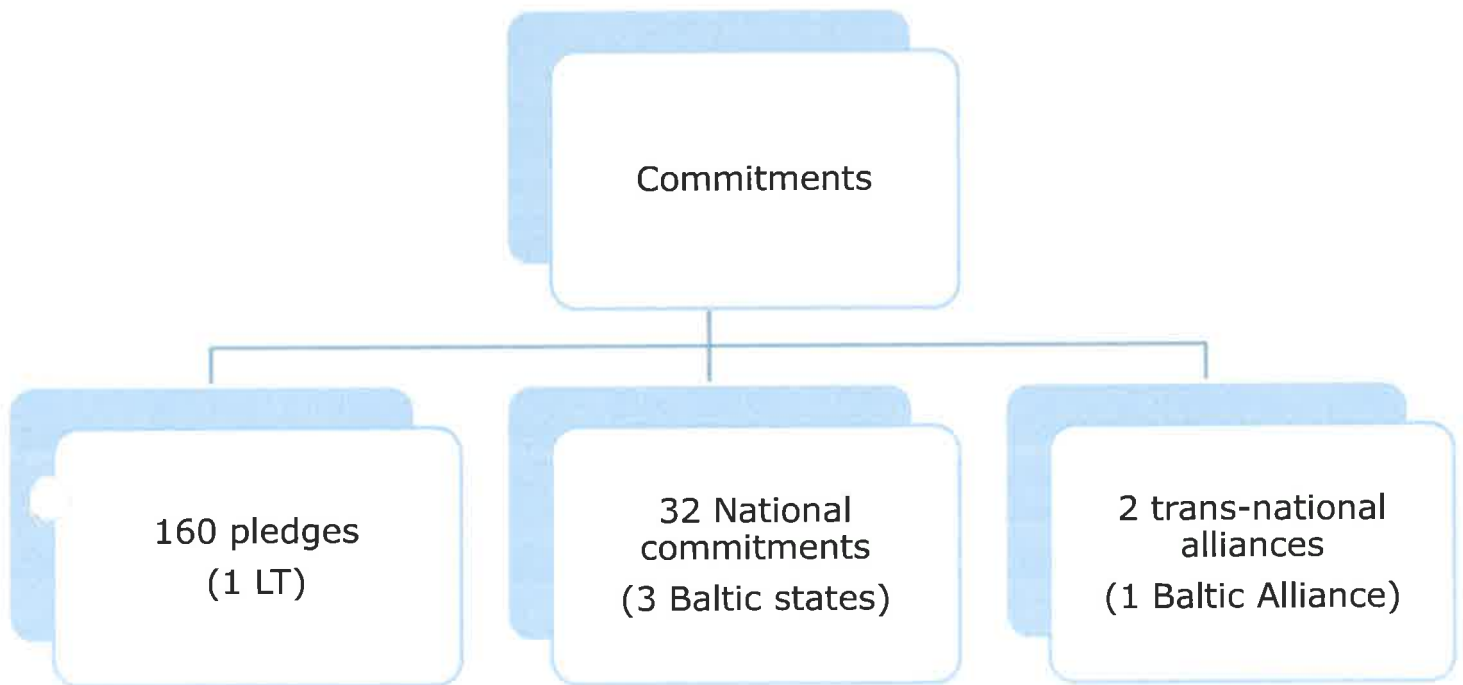 Commitments
160 pledges
(1 LT)
32 National
commitments
(3 Baltic states)
2 trans-national
alliances
(1 Baltic Alliance)